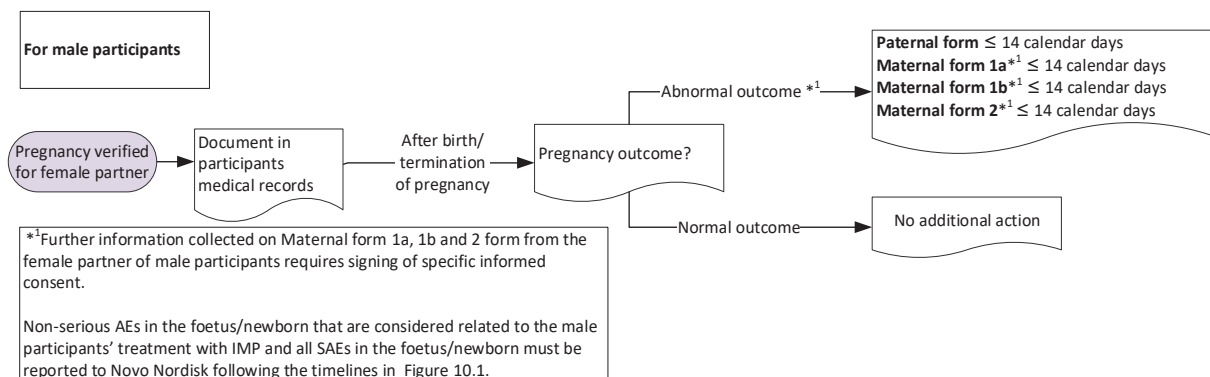 For male participants
Pregnancy verified
for female partner
Document in
participants
medical records
After birth/
termination
of pregnancy
Pregnancy outcome?
Abnormal outcome *¹
Paternal form ≤ 14 calendar days
Maternal form 1a*¹ ≤ 14 calendar days
Maternal form 1b*¹ ≤ 14 calendar days
Maternal form 2*¹ ≤ 14 calendar days
Normal outcome
No additional action
*¹Further information collected on Maternal form 1a, 1b and 2 form from the
female partner of male participants requires signing of specific informed
consent.
Non-serious AEs in the foetus/newborn that are considered related to the male
participants’ treatment with IMP and all SAEs in the foetus/newborn must be
reported to Novo Nordisk following the timelines in Figure 10.1.